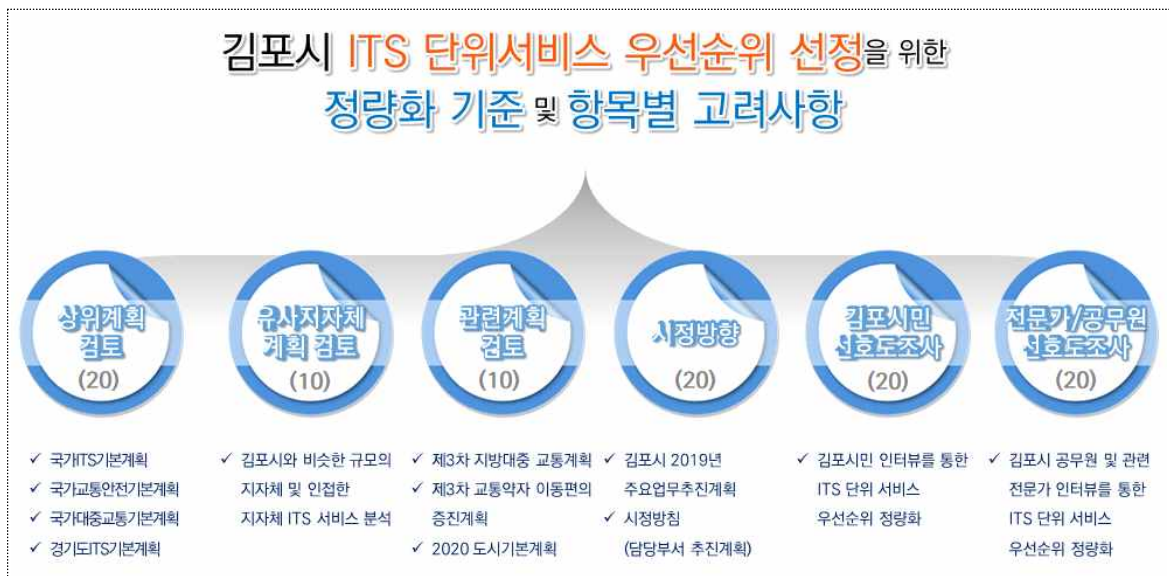 김포시 ITS 단위서비스 우선순위 선정을 위한
정량화 기준 및 항목별 고려사항
상위계획
검토
(20)
유사지자체
계획 검토
(10)
관련계획
검토
(10)
시정방향
(20)
김포시민
선호도조사
(20)
전문가/공무원
선호도조사
(20)
✓ 국가ITS기본계획
✓ 국가교통안전기본계획
✓ 국가대중교통기본계획
✓ 경기도ITS기본계획
✓ 김포시와 비슷한 규모의
지자체 및 인접한
지자체 ITS 서비스 분석
✓ 제3차 지방대중 교통계획
✓ 제3차 교통약자 이동편의
증진계획
✓ 2020 도시기본계획
✓ 김포시 2019년
주요업무추진계획
✓ 시정방침
(담당부서 추진계획)
✓ 김포시민 인터뷰를 통한
ITS 단위 서비스
우선순위 정량화
✓ 김포시 공무원 및 관련
전문가 인터뷰를 통한
ITS 단위 서비스
우선순위 정량화